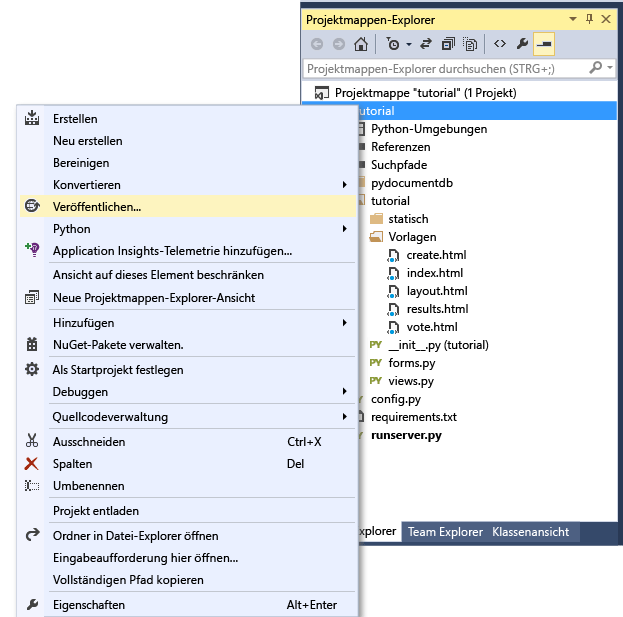 Projektmappen-Explorer
Projektmappen-Explorer durchsuchen (STRG+;)
Projektmappe "tutorial" (1 Projekt)
utorial
Python-Umgebungen
Referenzen
Suchpfade
pydocumentdb
tutorial
statisch
Vorlagen
create.html
index.html
layout.html
results.html
vote.html
PY __init__.py (tutorial)
PY forms.py
PY views.py
config.py
requirements.txt
runserver.py
xplorer Team Explorer Klassenansicht
Erstellen
Neu erstellen
Bereinigen
Konvertieren
Veröffentlichen...
Python
Application Insights-Telemetrie hinzufügen...
Ansicht auf dieses Element beschränken
Neue Projektmappen-Explorer-Ansicht
Hinzufügen
NuGet-Pakete verwalten.
Als Startprojekt festlegen
Debuggen
Quellcodeverwaltung
Ausschneiden Ctrl+X
Spalten Del
Umbenennen
Projekt entladen
Ordner in Datei-Explorer öffnen
Eingabeaufforderung hier öffnen...
Vollständigen Pfad kopieren
Eigenschaften Alt+Enter